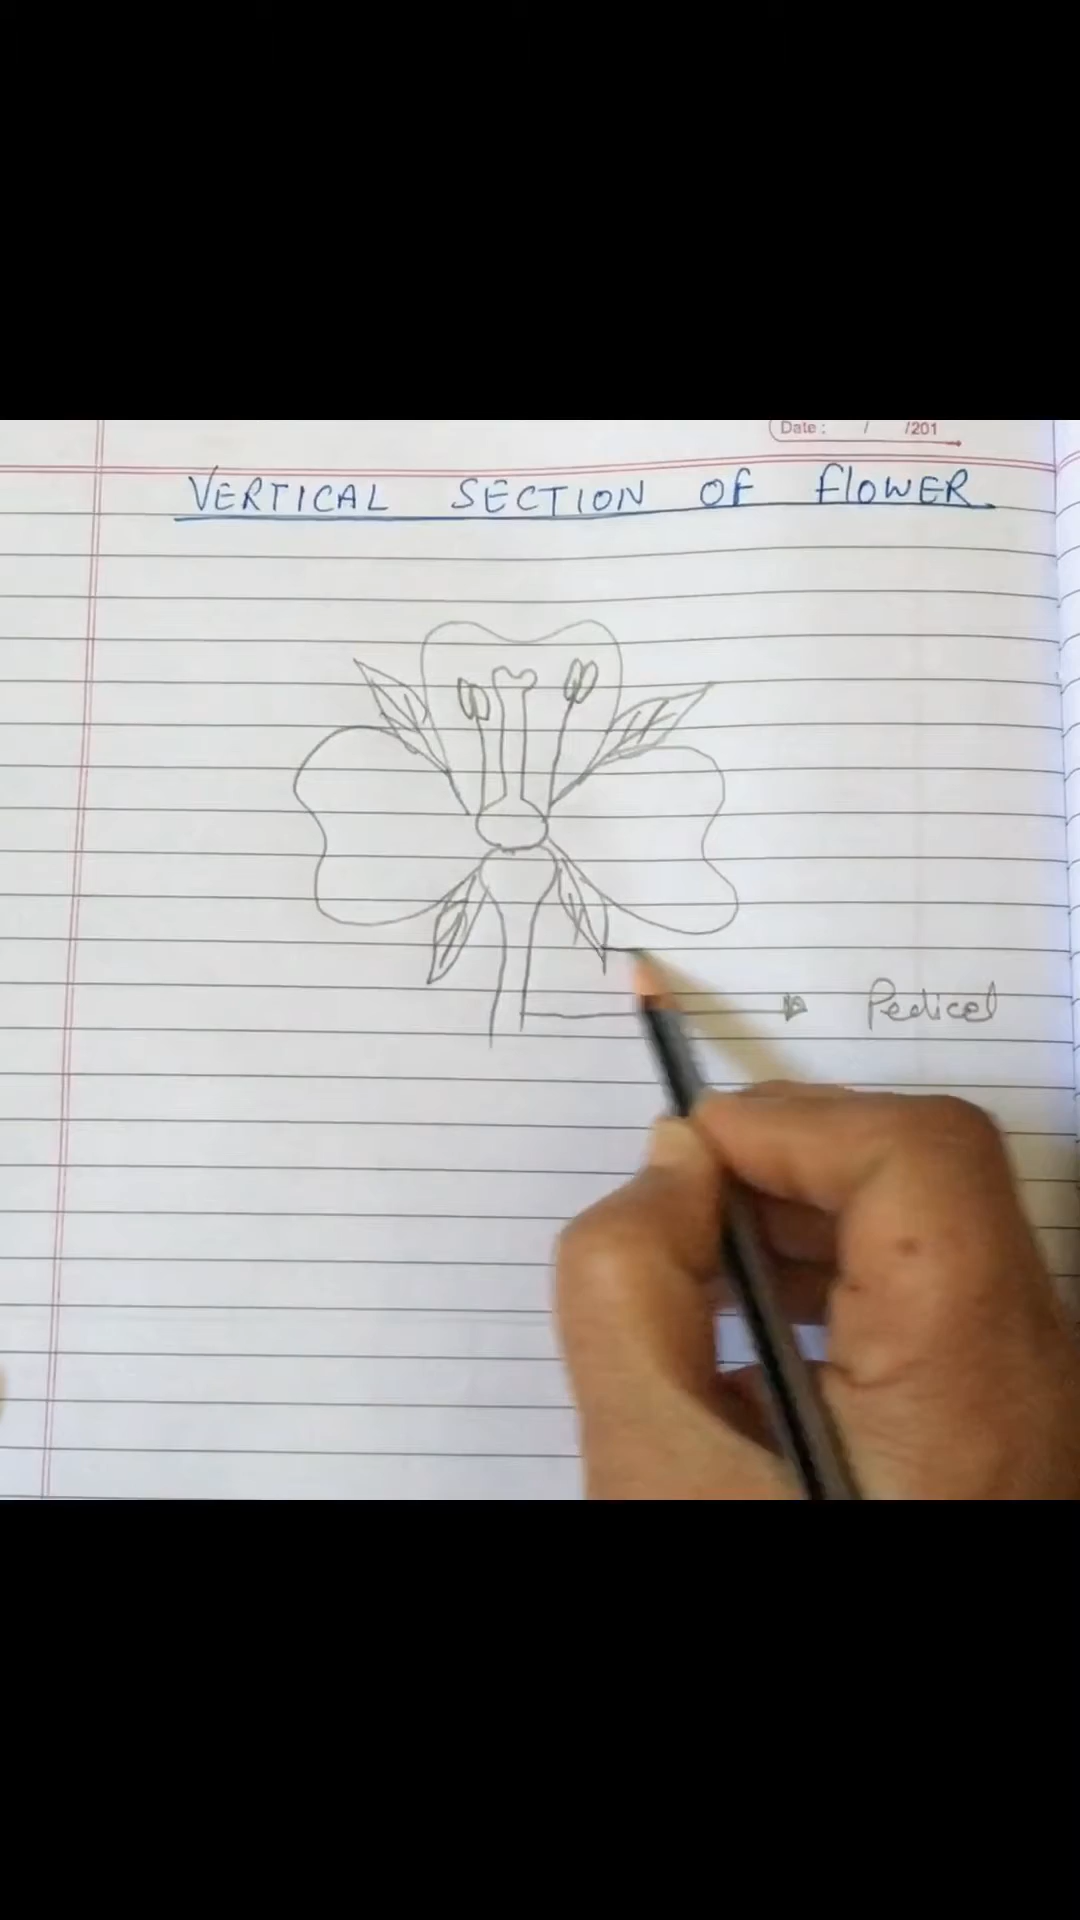 Date : / /201
VERTICAL SECTION OF flOWER
Pedicel